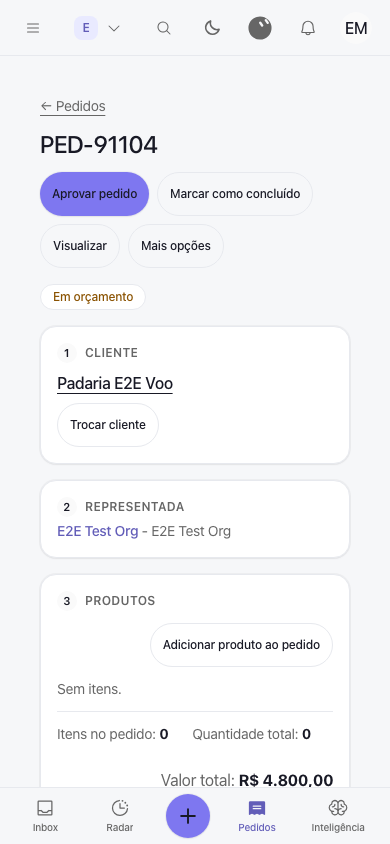 E
EM
← Pedidos
PED-91104
Aprovar pedido
Marcar como concluído
Visualizar
Mais opções
Em orçamento
1 CLIENTE
Padaria E2E Voo
Trocar cliente
2 REPRESENTADA
E2E Test Org - E2E Test Org
3 PRODUTOS
Adicionar produto ao pedido
Sem itens.
Itens no pedido: 0 Quantidade total: 0
Valor total: R$ 4.800,00
Inbox
Radar
Pedidos
Inteligência